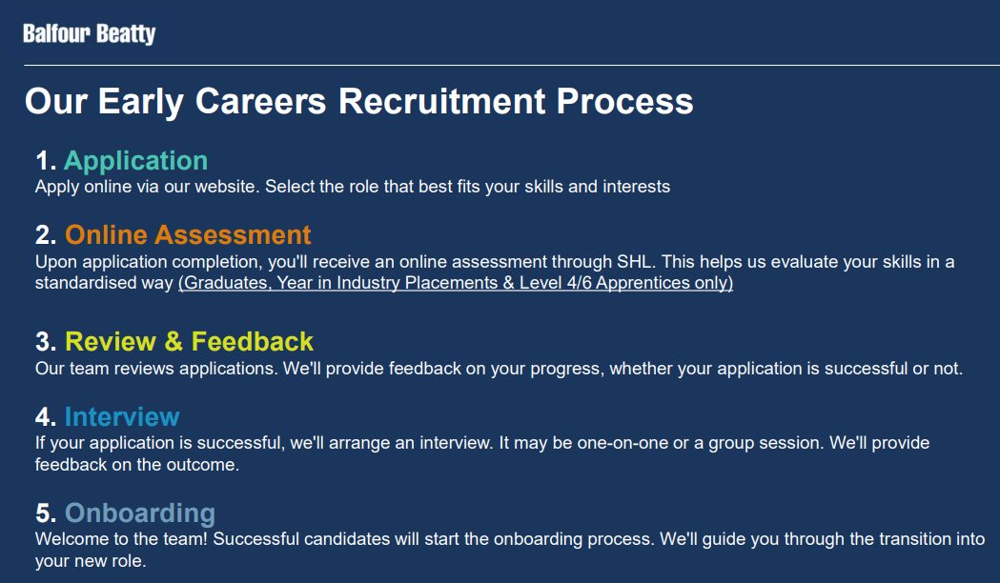 Balfour Beatty
Our Early Careers Recruitment Process
1. Application
Apply online via our website. Select the role that best fits your skills and interests
2. Online Assessment
Upon application completion, you'll receive an online assessment through SHL. This helps us evaluate your skills in a
standardised way (Graduates, Year in Industry Placements & Level 4/6 Apprentices only)
3. Review & Feedback
Our team reviews applications. We'll provide feedback on your progress, whether your application is successful or not.
4. Interview
If your application is successful, we'll arrange an interview. It may be one-on-one or a group session. We'll provide
feedback on the outcome.
5. Onboarding
Welcome to the team! Successful candidates will start the onboarding process. We'll guide you through the transition into
your new role.